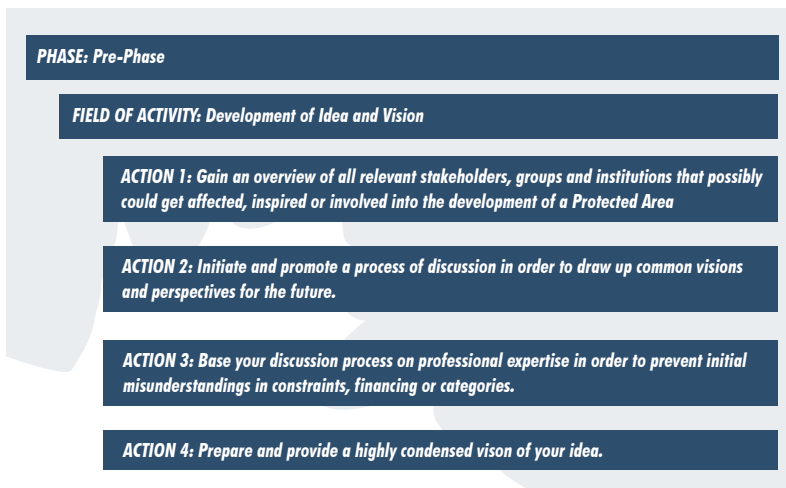 PHASE: Pre-Phase
FIELD OF ACTIVITY: Development of Idea and Vision
ACTION 1: Gain an overview of all relevant stakeholders, groups and institutions that possibly
could get affected, inspired or involved into the development of a Protected Area
ACTION 2: Initiate and promote a process of discussion in order to draw up common visions
and perspectives for the future.
ACTION 3: Base your discussion process on professional expertise in order to prevent initial
misunderstandings in constraints, financing or categories.
ACTION 4: Prepare and provide a highly condensed vison of your idea.